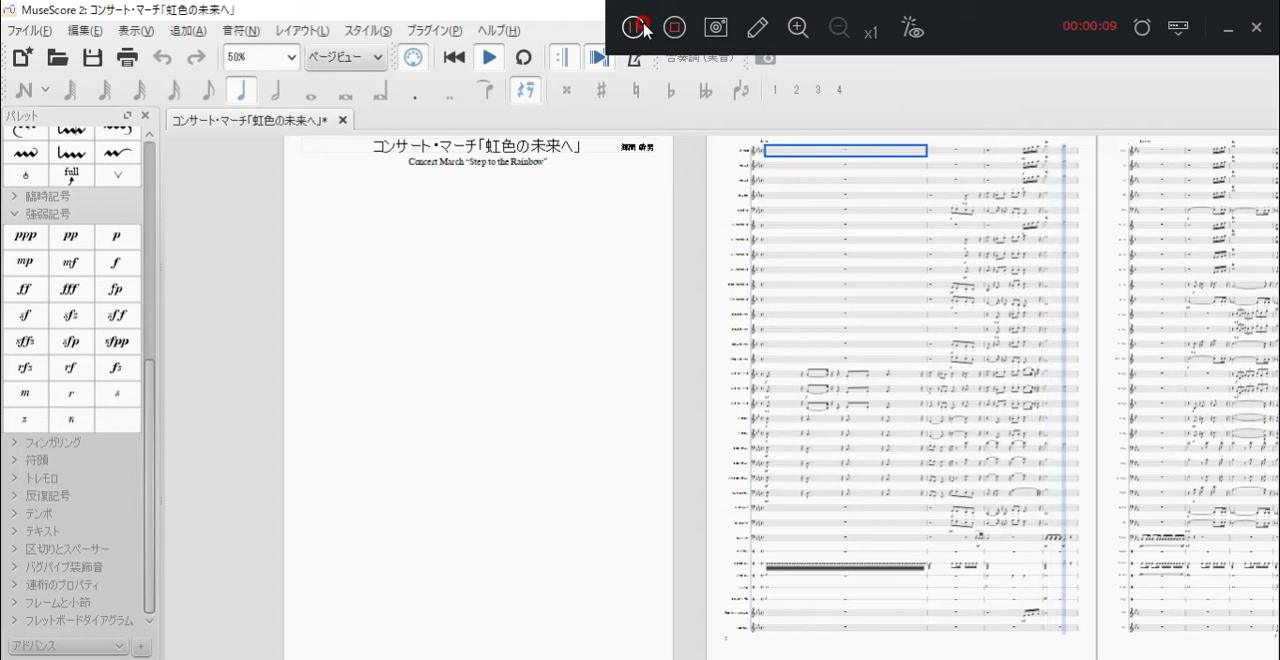 MuseScore 2: コンサート・マーチ「虹色の未来へ」
ファイル(F) 編集(E) 表示(V) 追加(A) 音符(N) レイアウト(L) スタイル(S) プラグイン(P) ヘルプ(H)
x1
00:00:09
50%
ページビュー
1 2 3 4
パレット
コンサート・マーチ「虹色の未来へ」*
コンサート・マーチ「虹色の未来へ」
Concert March "Step to the Rainbow"
full
臨時記号
強弱記号
ppp pp p
mp mf f
ff fff fp
sf sfz sff
sffz sfp sfpp
rfz rf fz
m r s
z n
フィンガリング
符頭
トレモロ
反復記号
テンポ
テキスト
区切りとスペーサー
バグパイプ装飾音
連桁のプロパティ
フレームと小節
フレットボードダイアグラム
アドバンス
2